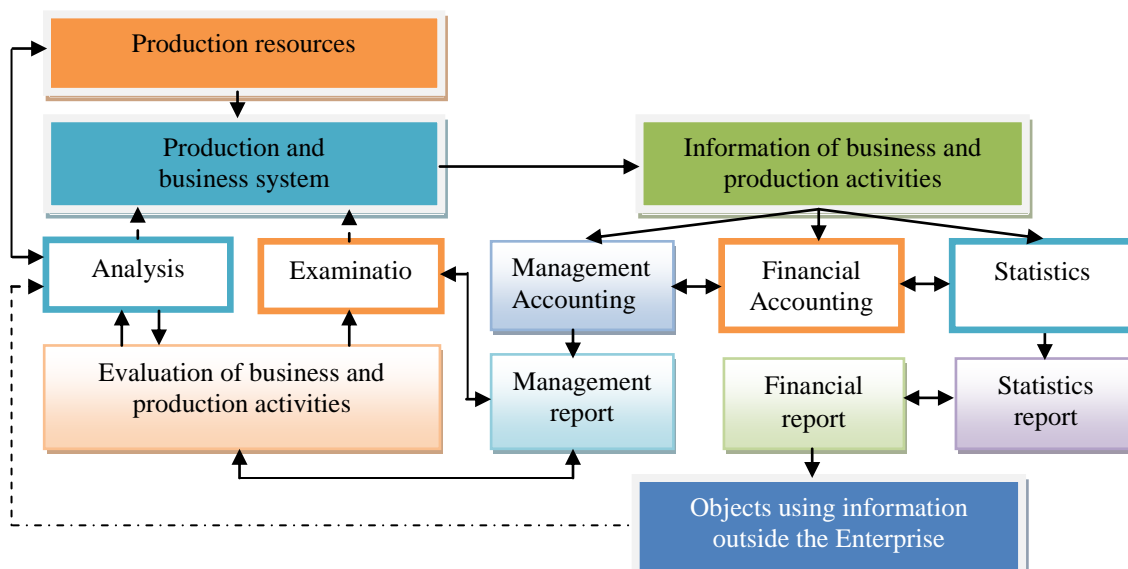 Production resources
Production and
business system
Information of business and
production activities
Analysis
Examinatio
Management
Accounting
Financial
Accounting
Statistics
Evaluation of business and
production activities
Management
report
Financial
report
Statistics
report
Objects using information
outside the Enterprise